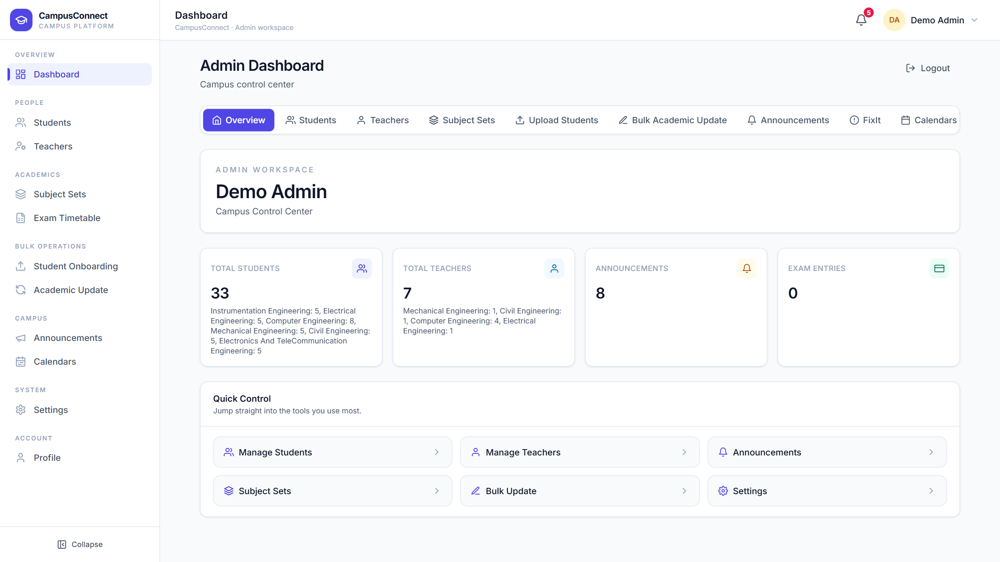 CampusConnect
CAMPUS PLATFORM
OVERVIEW
Dashboard
PEOPLE
Students
Teachers
ACADEMICS
Subject Sets
Exam Timetable
BULK OPERATIONS
Student Onboarding
Academic Update
CAMPUS
Announcements
Calendars
SYSTEM
Settings
ACCOUNT
Profile
Collapse
Dashboard
CampusConnect · Admin workspace
5
DA
Demo Admin
Admin Dashboard
Campus control center
Logout
Overview
Students
Teachers
Subject Sets
Upload Students
Bulk Academic Update
Announcements
FixIt
Calendars
ADMIN WORKSPACE
Demo Admin
Campus Control Center
TOTAL STUDENTS
33
Instrumentation Engineering: 5, Electrical
Engineering: 5, Computer Engineering: 8,
Mechanical Engineering: 5, Civil Engineering:
5, Electronics And TeleCommunication
Engineering: 5
TOTAL TEACHERS
7
Mechanical Engineering: 1, Civil Engineering:
1, Computer Engineering: 4, Electrical
Engineering: 1
ANNOUNCEMENTS
8
EXAM ENTRIES
0
Quick Control
Jump straight into the tools you use most.
Manage Students
Manage Teachers
Announcements
Subject Sets
Bulk Update
Settings